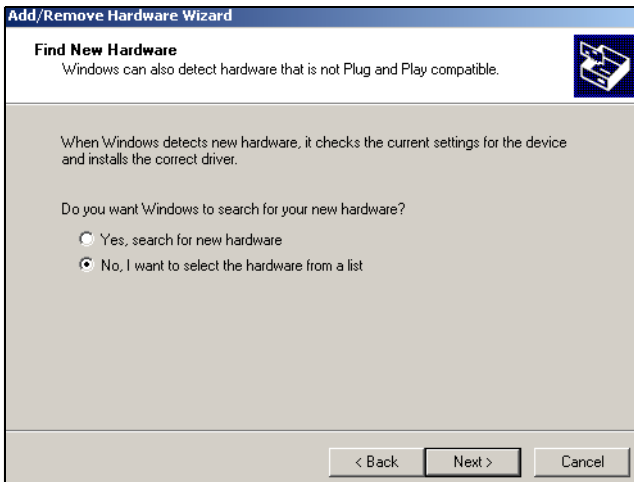 Add/Remove Hardware Wizard
Find New Hardware
Windows can also detect hardware that is not Plug and Play compatible.
When Windows detects new hardware, it checks the current settings for the device
and installs the correct driver.
Do you want Windows to search for your new hardware?
Yes, search for new hardware
No, I want to select the hardware from a list
< Back Next > Cancel